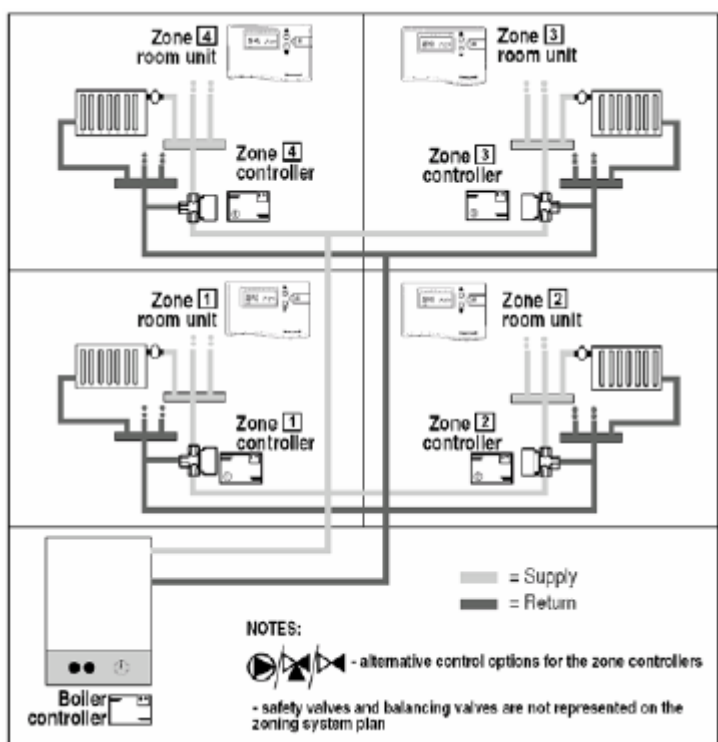 Zone 4
room unit
Zone 3
room unit
Zone 4
controller
Zone 3
controller
Zone 1
room unit
Zone 2
room unit
Zone 1
controller
Zone 2
controller
= Supply
= Return
NOTES:
- alternative control options for the zone controllers
Boiler
controller
- safety valves and balancing valves are not represented on the
zoning system plan